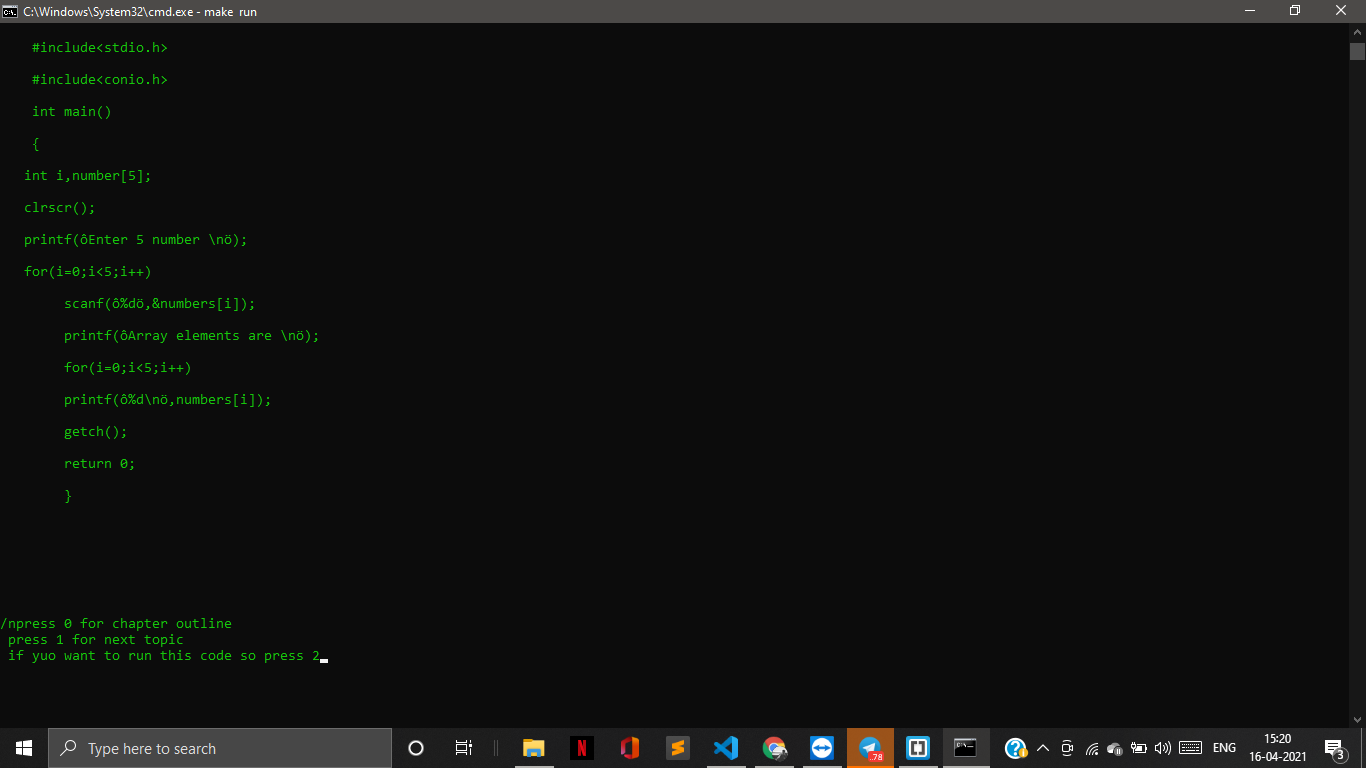 C:\Windows\System32\cmd.exe - make  run
#include<stdio.h>
#include<conio.h>
int main()
{
int i,number[5];
clrscr();
printf(ôEnter 5 number \nö);
for(i=0;i<5;i++)
scanf(ô%dö,&numbers[i]);
printf(ôArray elements are \nö);
for(i=0;i<5;i++)
printf(ô%d\nö,numbers[i]);
getch();
return 0;
}
/npress 0 for chapter outline
press 1 for next topic
if yuo want to run this code so press 2
Type here to search
..78
ENG
15:20
16-04-2021
3